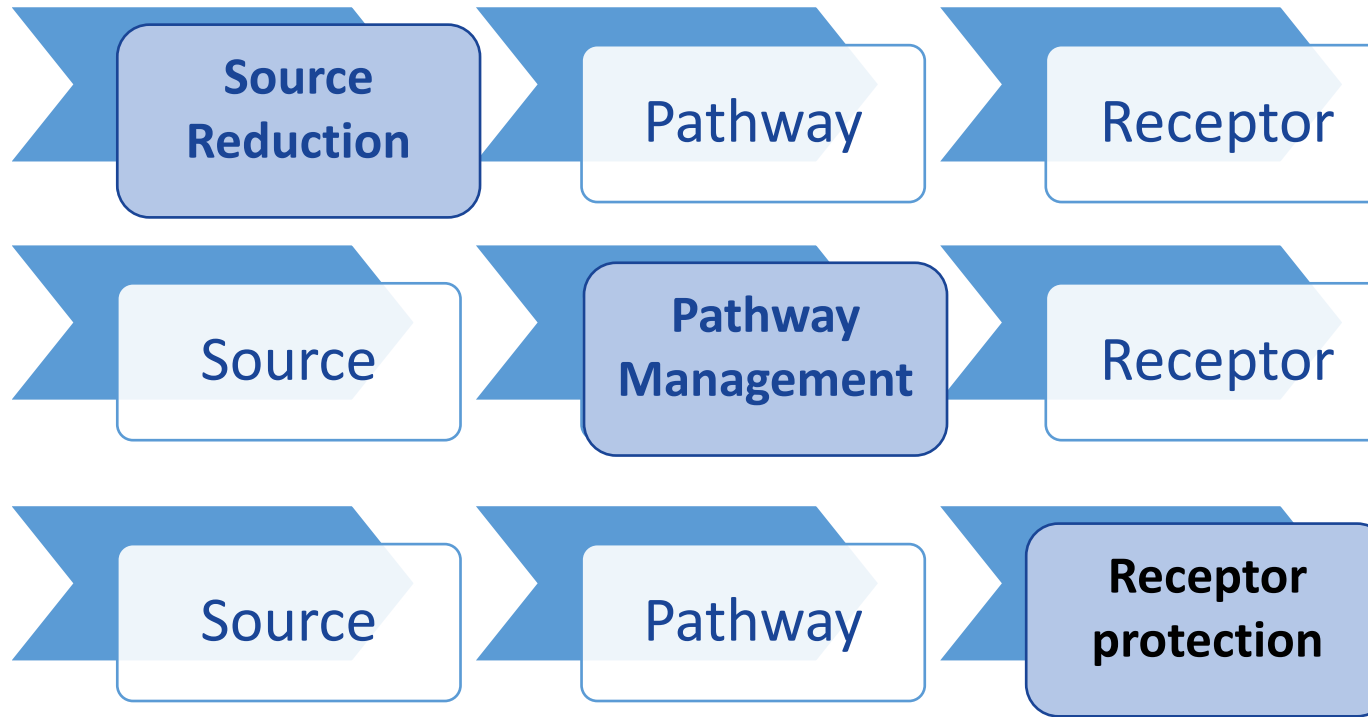 Source
Reduction
Pathway
Receptor
Source
Pathway
Management
Receptor
Source
Pathway
Receptor
protection